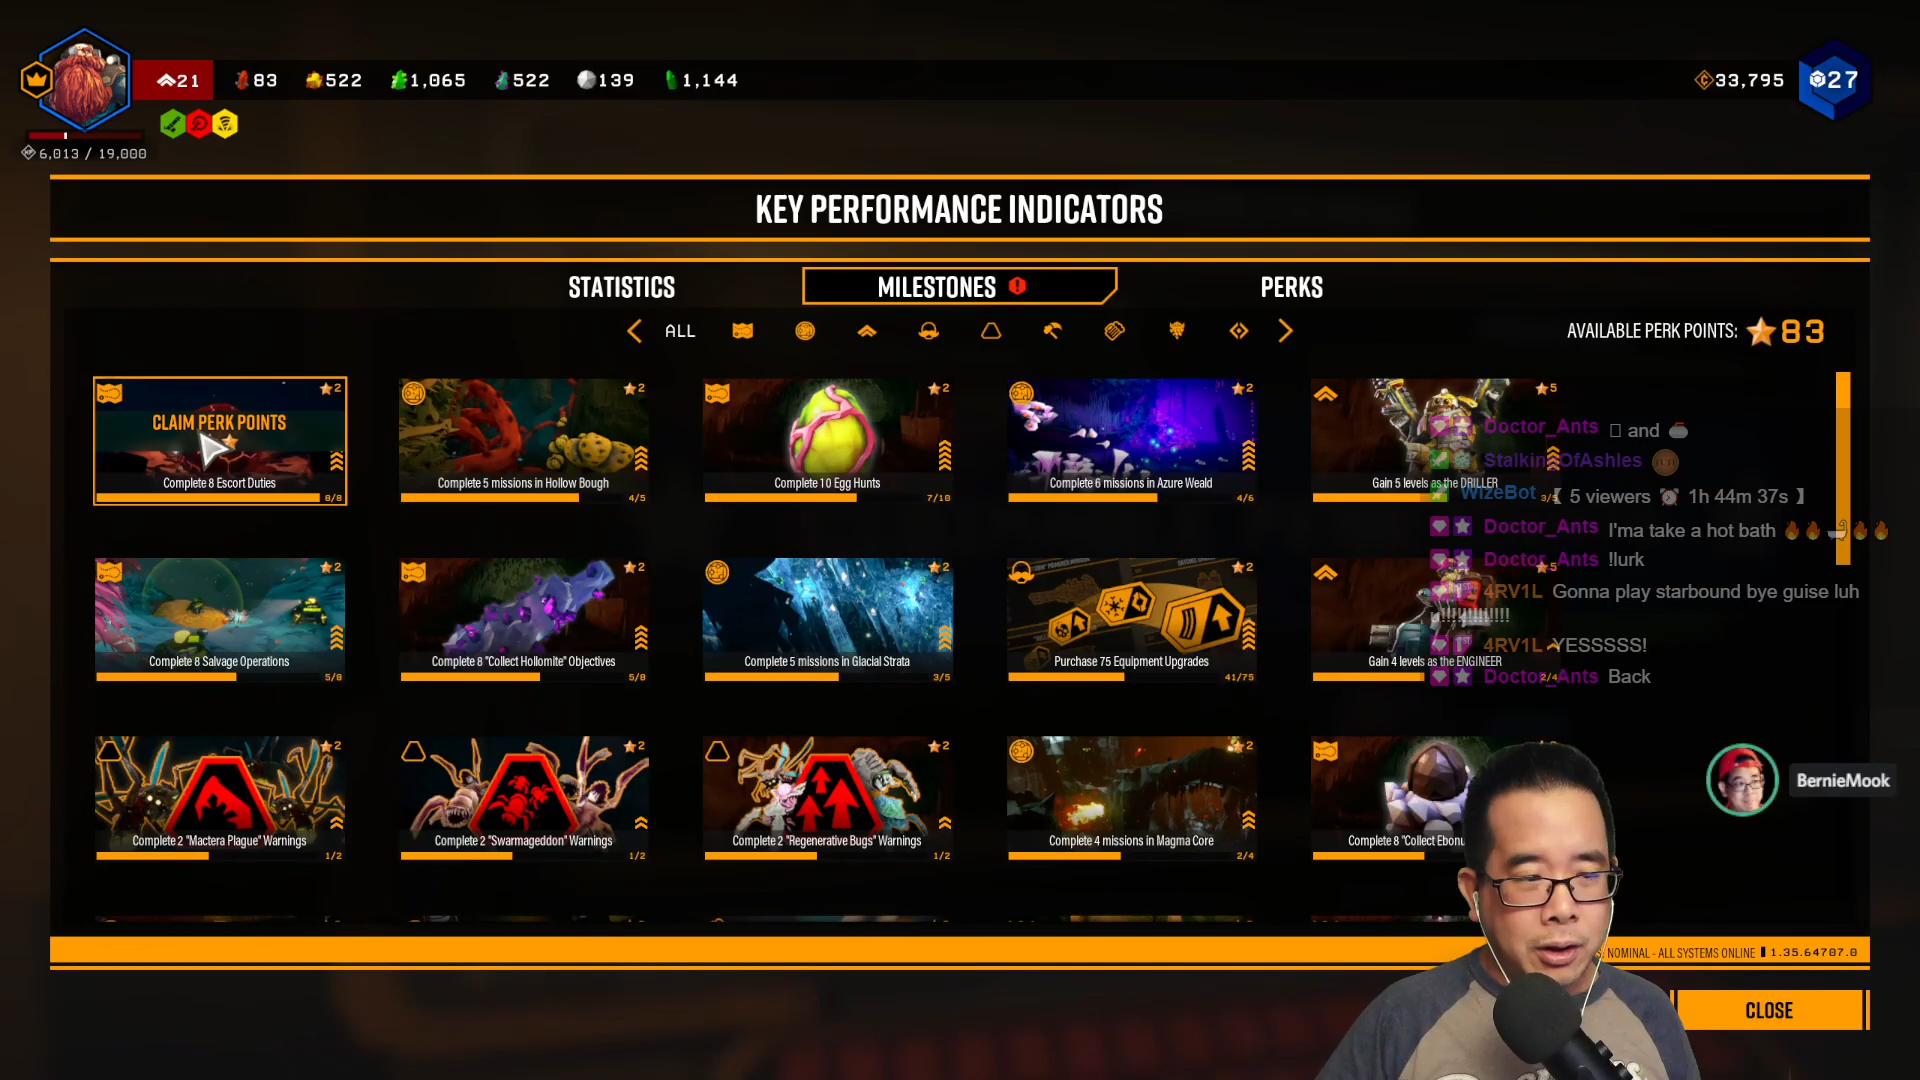 21 83 522 1,065 522 139 1,144 33,795 27
6,013 / 19,000
KEY PERFORMANCE INDICATORS
STATISTICS MILESTONES ! PERKS
ALL AVAILABLE PERK POINTS: 83
2 2 2 2 5
CLAIM PERK POINTS
Complete 8 Escort Duties
8/8
Complete 5 missions in Hollow Bough
4/5
Complete 10 Egg Hunts
7/10
Complete 6 missions in Azure Weald
4/6
Gain 5 levels as the DRILLER
3/5
2 2 2 2 5
Complete 8 Salvage Operations
5/8
Complete 8 "Collect Hollomite" Objectives
5/8
Complete 5 missions in Glacial Strata
3/5
Purchase 75 Equipment Upgrades
41/75
Gain 4 levels as the ENGINEER
2/4
2 2 2 2
Complete 2 "Mactera Plague" Warnings
1/2
Complete 2 "Swarmageddon" Warnings
1/2
Complete 2 "Regenerative Bugs" Warnings
1/2
Complete 4 missions in Magma Core
2/4
Complete 8 "Collect Ebonu
Doctor_Ants and
StalkingOfAshles
WizeBot 【 5 viewers 1h 44m 37s 】
Doctor_Ants I'ma take a hot bath
Doctor_Ants !lurk
4RV1L Gonna play starbound bye guise luh
u!!!!!!!!!!!!!!
4RV1L YESSSSS!
Doctor_Ants Back
BernieMook
NOMINAL - ALL SYSTEMS ONLINE 1.35.64707.0
CLOSE